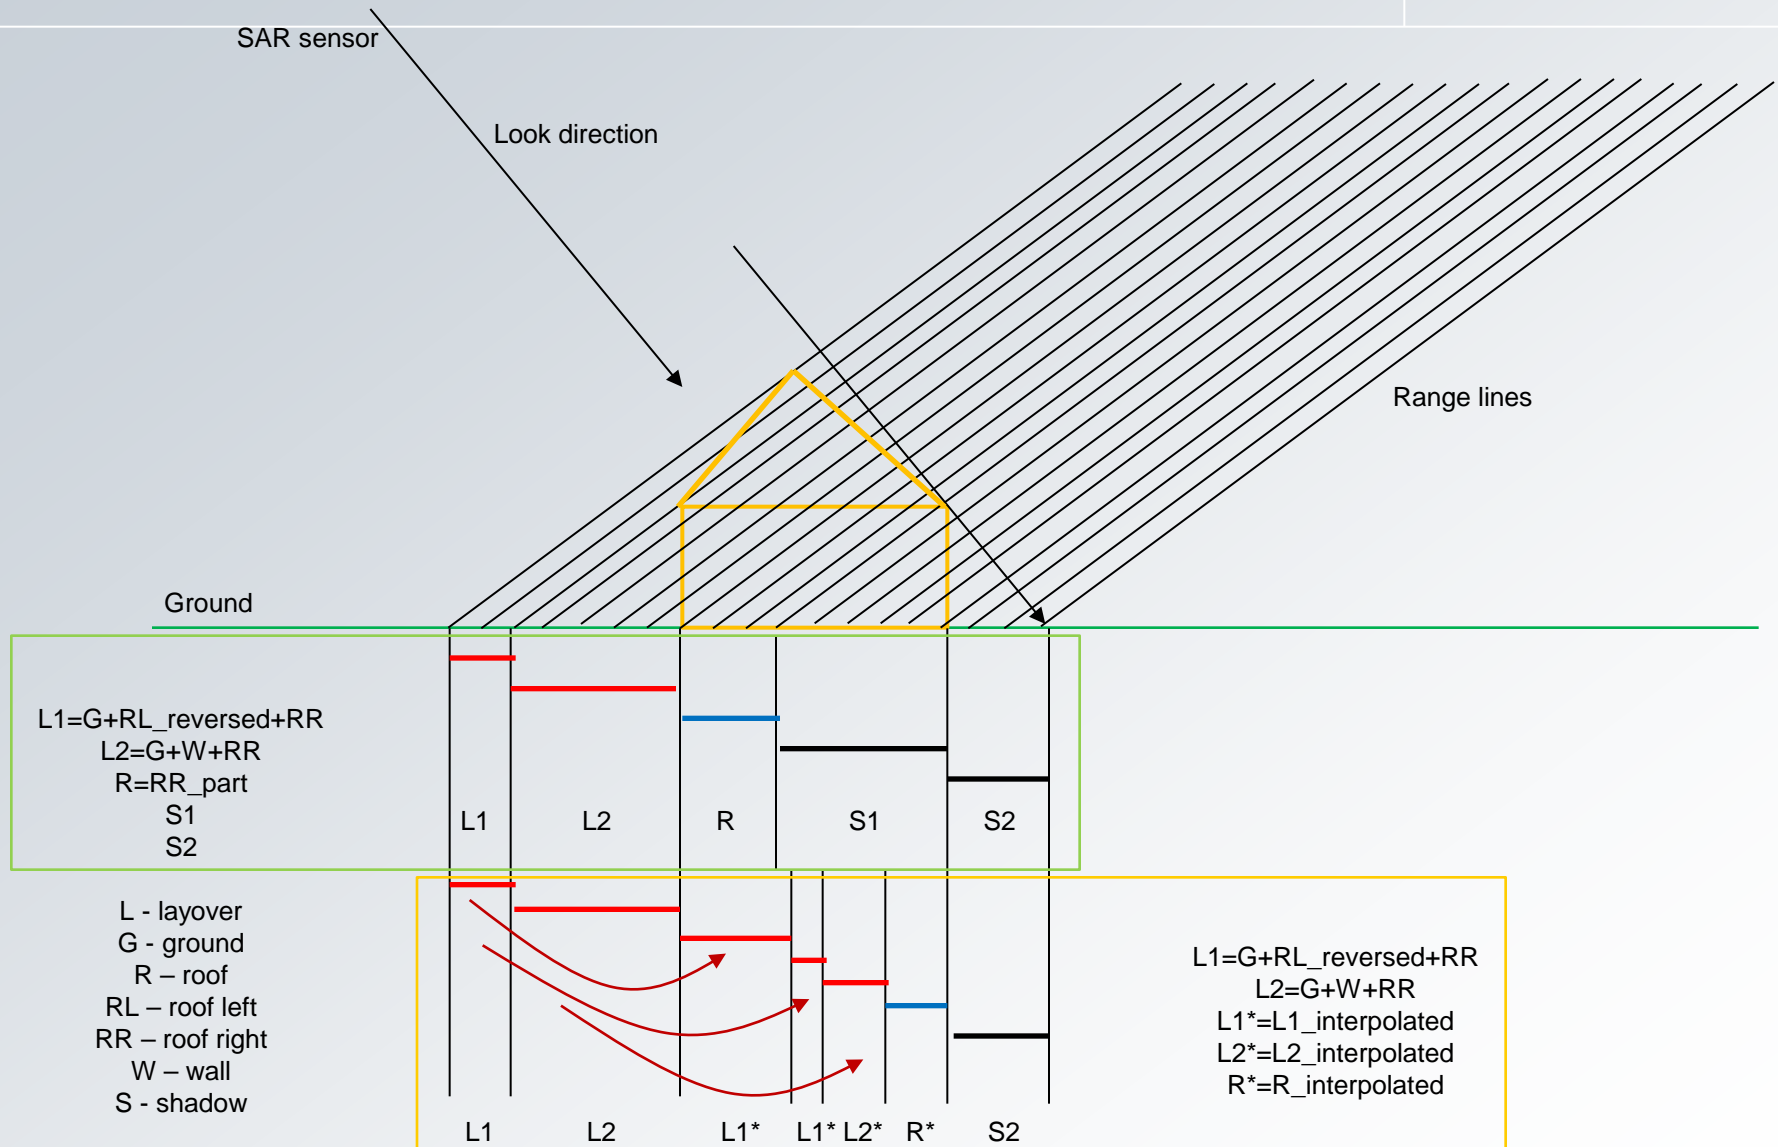 SAR sensor
Look direction
Range lines
Ground
L1=G+RL_reversed+RR
L2=G+W+RR
R=RR_part
S1
S2
L1 L2 R S1 S2
L - layover
G - ground
R – roof
RL – roof left
RR – roof right
W – wall
S - shadow
L1=G+RL_reversed+RR
L2=G+W+RR
L1*=L1_interpolated
L2*=L2_interpolated
R*=R_interpolated
L1 L2 L1* L1* L2* R* S2